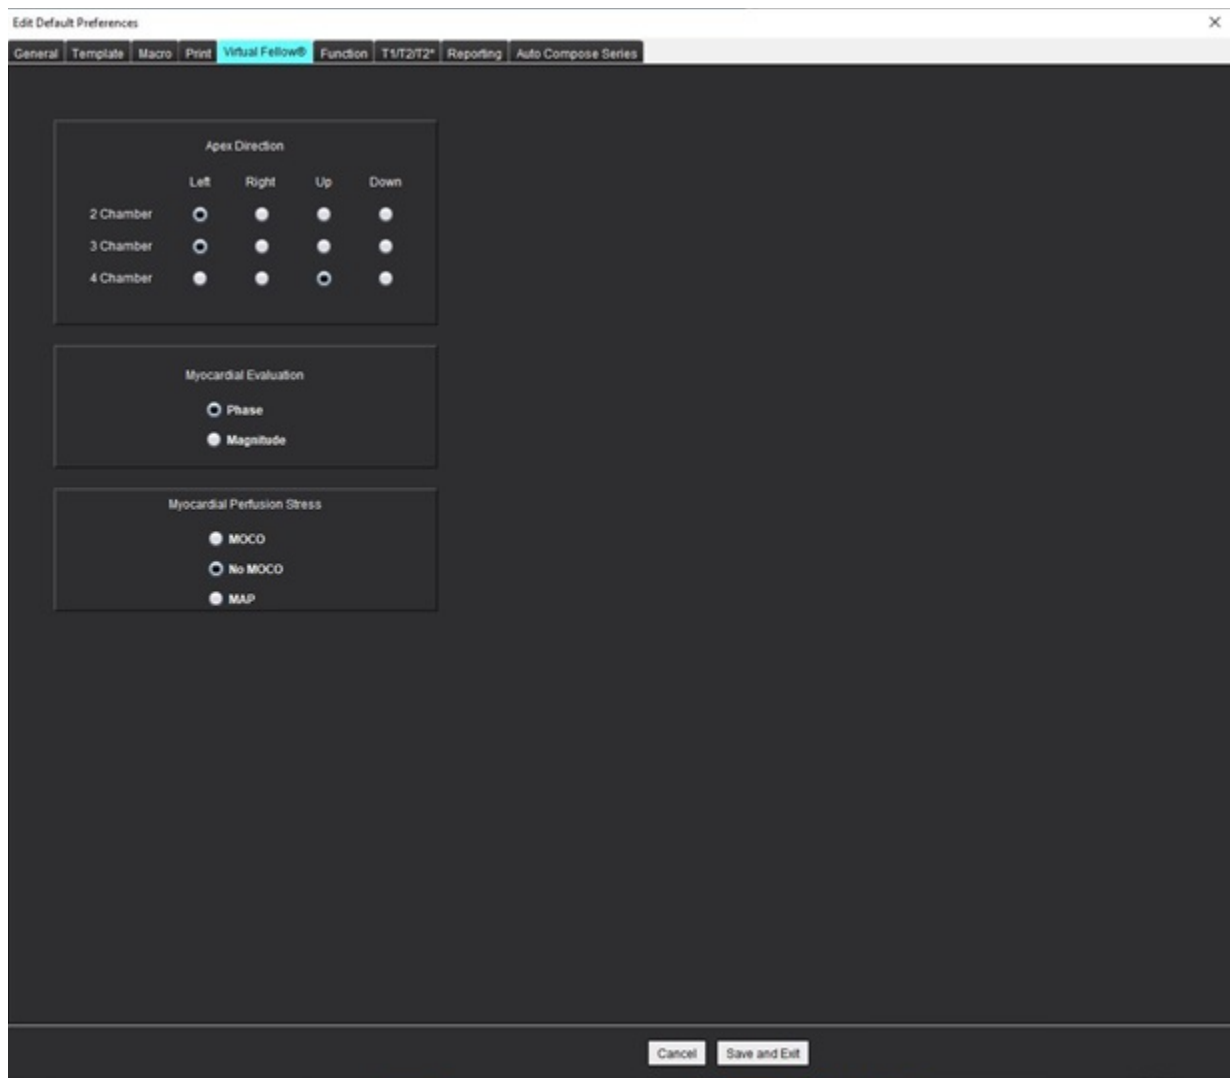 Edit Default Preferences
General Template Macro Print Virtual Fellow® Function T1/T2/T2* Reporting Auto Compose Series
Apex Direction
Left Right Up Down
2 Chamber
3 Chamber
4 Chamber
Myocardial Evaluation
Phase
Magnitude
Myocardial Perfusion Stress
MOCO
No MOCO
MAP
Cancel Save and Exit